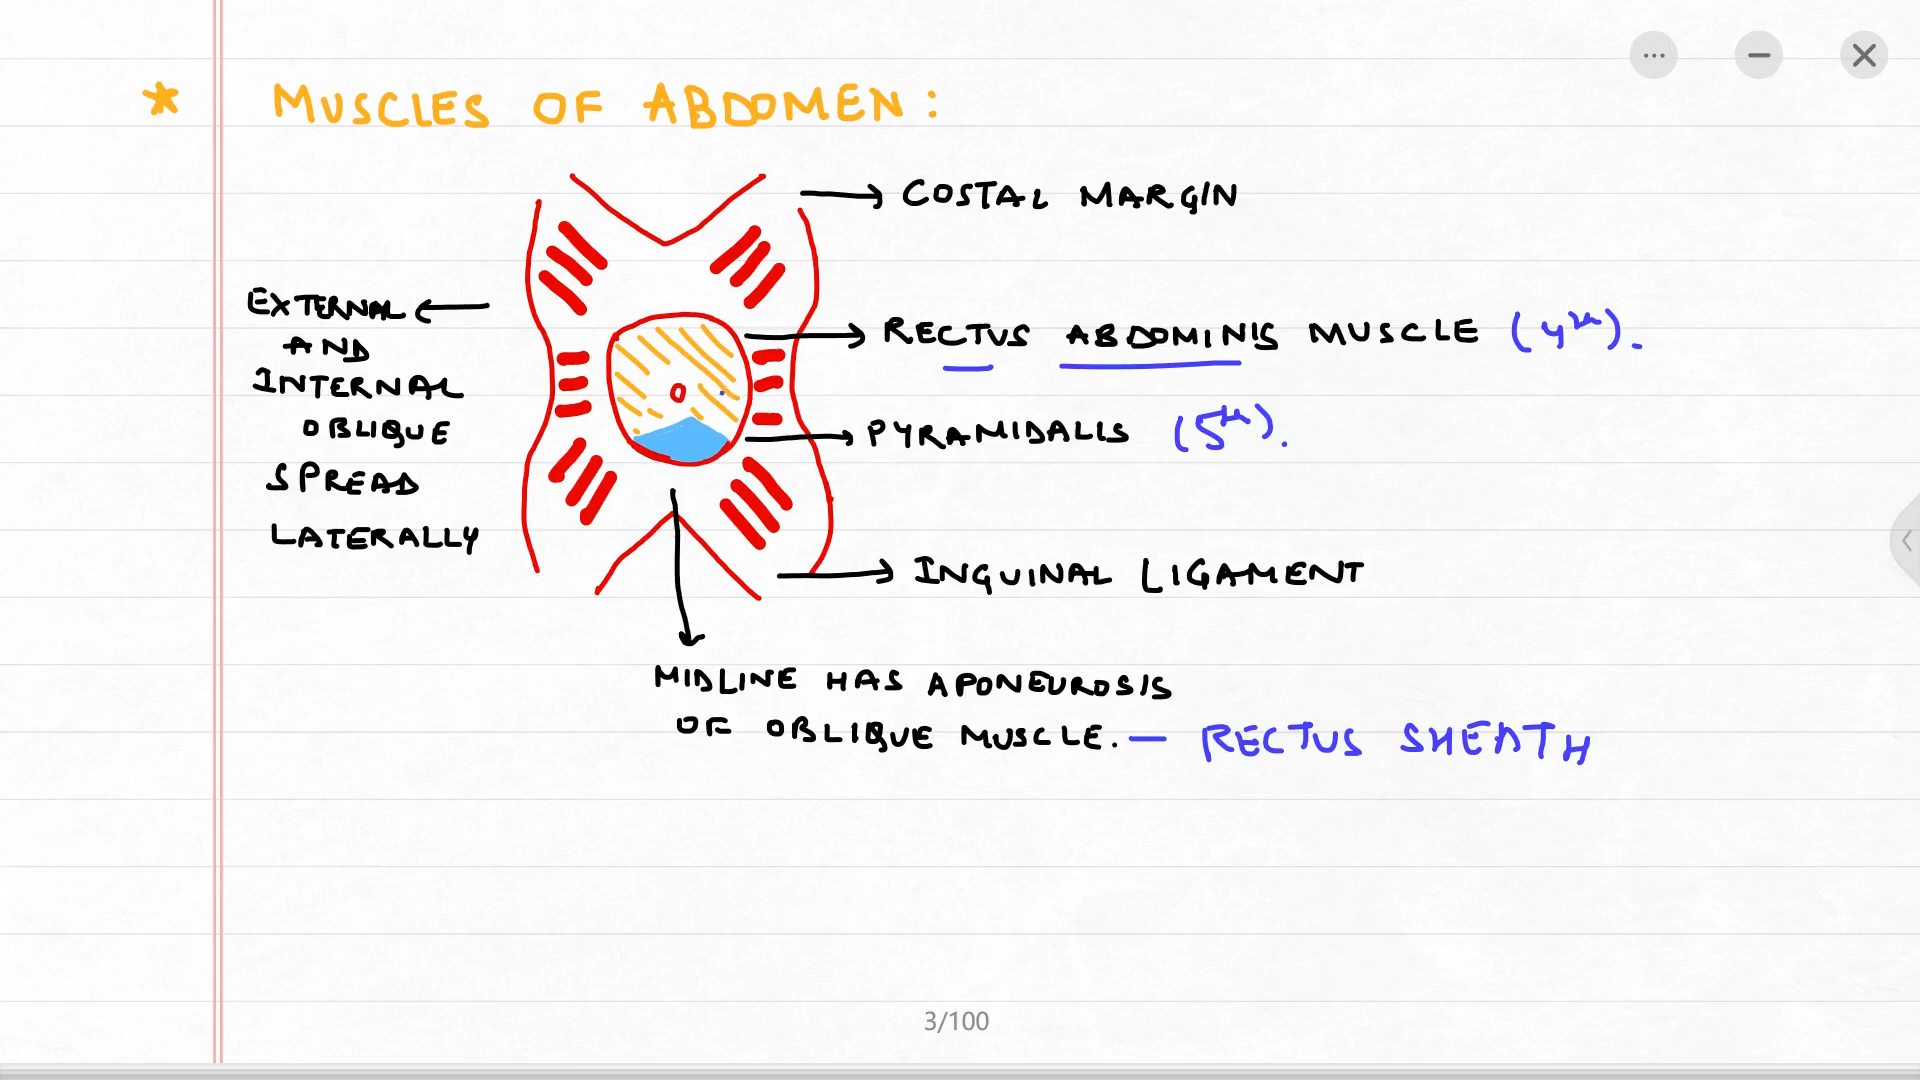 * MUSCLES OF ABDOMEN:
→ COSTAL MARGIN
EXTERNAL ←
AND
INTERNAL
OBLIQUE
SPREAD
LATERALLY
→ RECTUS ABDOMINIS MUSCLE (4th).
→ PYRAMIDALIS (5th).
→ INGUINAL LIGAMENT
MIDLINE HAS APONEUROSIS
OF OBLIQUE MUSCLE. — RECTUS SHEATH
3/100